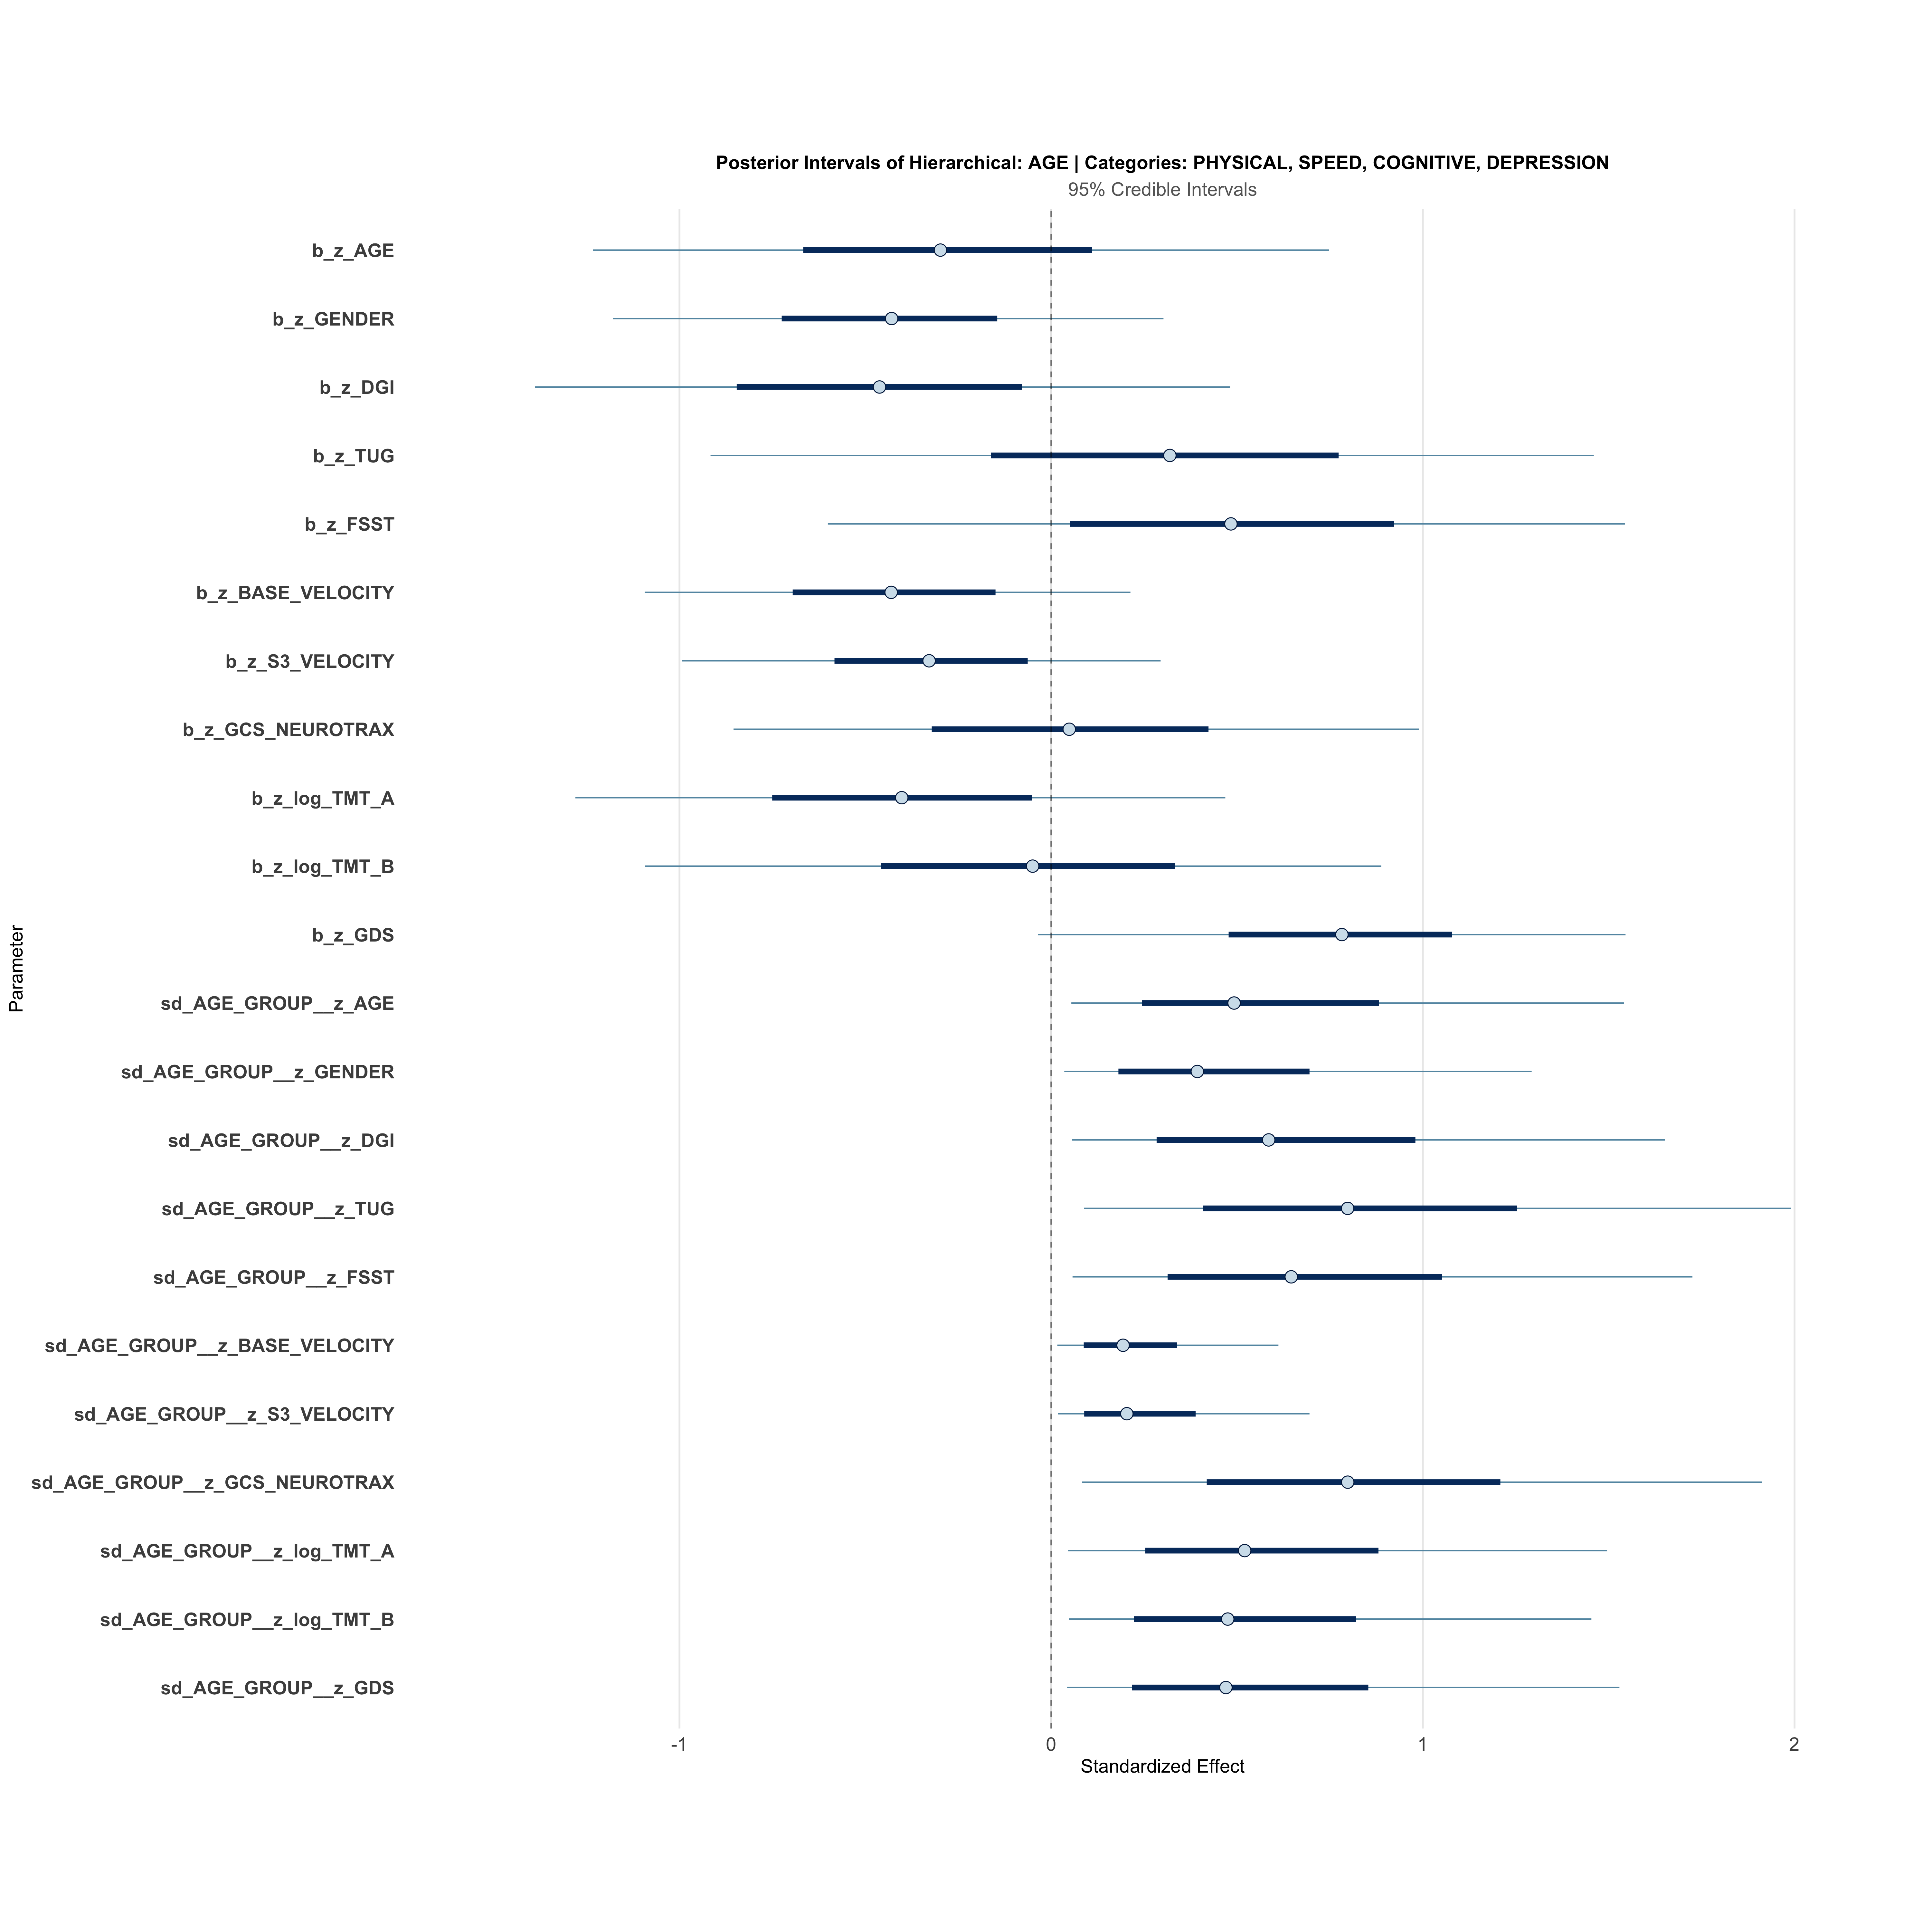 Posterior Intervals of Hierarchical: AGE | Categories: PHYSICAL, SPEED, COGNITIVE, DEPRESSION
95% Credible Intervals
b_z_AGE
b_z_GENDER
b_z_DGI
b_z_TUG
b_z_FSST
b_z_BASE_VELOCITY
b_z_S3_VELOCITY
b_z_GCS_NEUROTRAX
b_z_log_TMT_A
b_z_log_TMT_B
b_z_GDS
sd_AGE_GROUP__z_AGE
sd_AGE_GROUP__z_GENDER
sd_AGE_GROUP__z_DGI
sd_AGE_GROUP__z_TUG
sd_AGE_GROUP__z_FSST
sd_AGE_GROUP__z_BASE_VELOCITY
sd_AGE_GROUP__z_S3_VELOCITY
sd_AGE_GROUP__z_GCS_NEUROTRAX
sd_AGE_GROUP__z_log_TMT_A
sd_AGE_GROUP__z_log_TMT_B
sd_AGE_GROUP__z_GDS
Parameter
-1 0 1 2
Standardized Effect